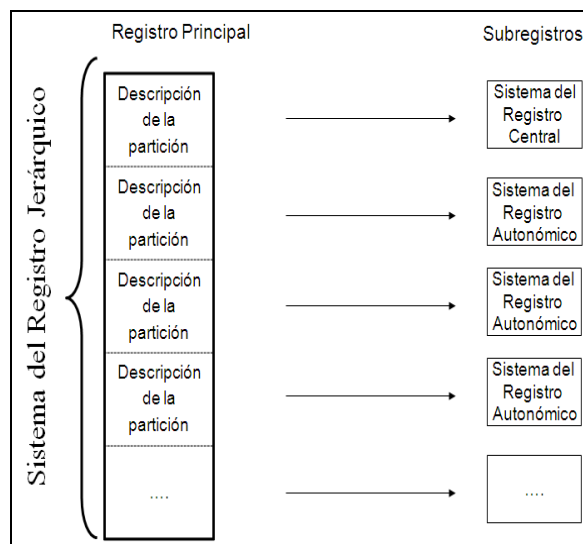 Registro Principal
Subregistros
Sistema del Registro Jerárquico
Descripción
de la
partición
Sistema del
Registro
Central
Descripción
de la
partición
Sistema del
Registro
Autonómico
Descripción
de la
partición
Sistema del
Registro
Autonómico
Descripción
de la
partición
Sistema del
Registro
Autonómico
....
....